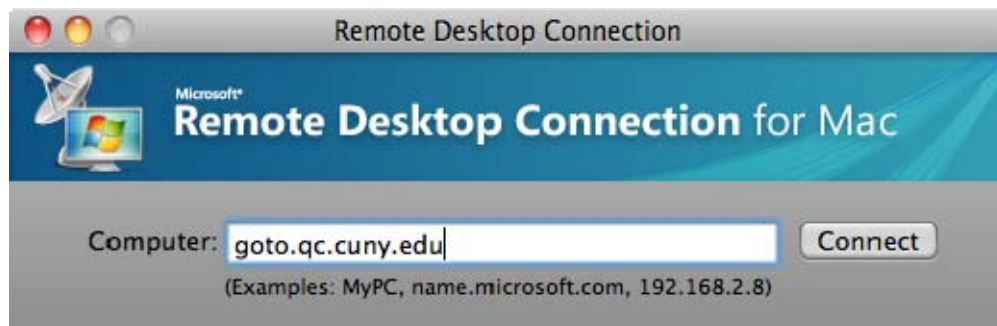 Remote Desktop Connection
Microsoft®
Remote Desktop Connection for Mac
Computer: goto.qc.cuny.edu Connect
(Examples: MyPC, name.microsoft.com, 192.168.2.8)